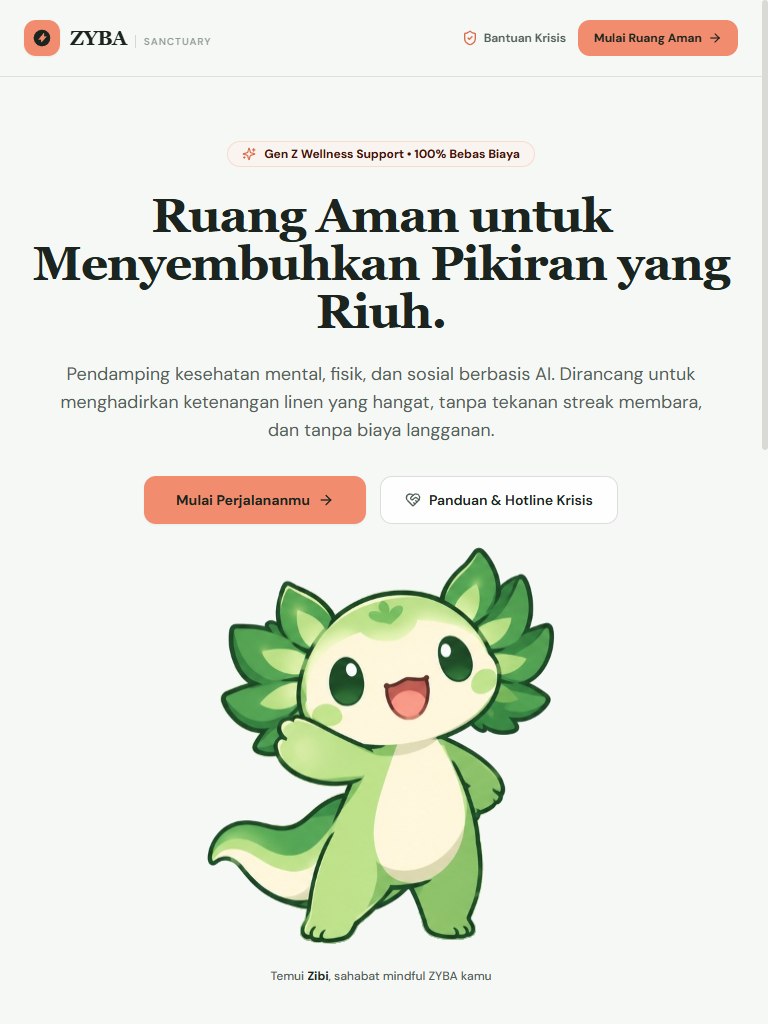 ZYBA SANCTUARY
Bantuan Krisis
Mulai Ruang Aman →
Gen Z Wellness Support • 100% Bebas Biaya
Ruang Aman untuk
Menyembuhkan Pikiran yang
Riuh.
Pendamping kesehatan mental, fisik, dan sosial berbasis AI. Dirancang untuk
menghadirkan ketenangan linen yang hangat, tanpa tekanan streak membara,
dan tanpa biaya langganan.
Mulai Perjalananmu →
Panduan & Hotline Krisis
Temui Zibi, sahabat mindful ZYBA kamu